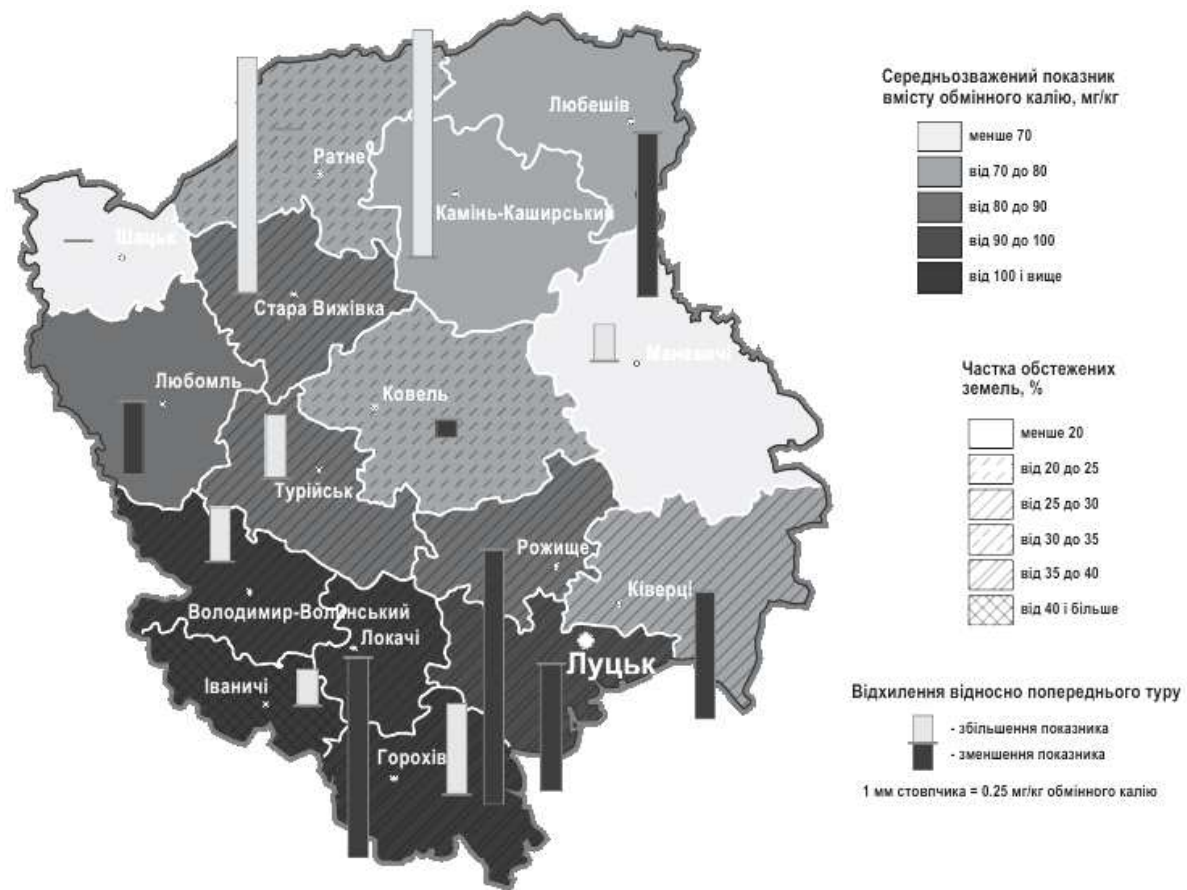 Середньозважений показник
вмісту обмінного калію, мг/кг
менше 70
від 70 до 80
від 80 до 90
від 90 до 100
від 100 і вище
Частка обстежених
земель, %
менше 20
від 20 до 25
від 25 до 30
від 30 до 35
від 35 до 40
від 40 і більше
Відхилення відносно попереднього туру
- збільшення показника
- зменшення показника
1 мм стовпчика = 0.25 мг/кг обмінного калію
Любешів
Ратне
Камінь-Каширський
Шацьк
Стара Вижівка
Маневичі
Любомль
Ковель
Турійськ
Рожище
Ківерці
Володимир-Волинський
Локачі
Луцьк
Іваничі
Горохів